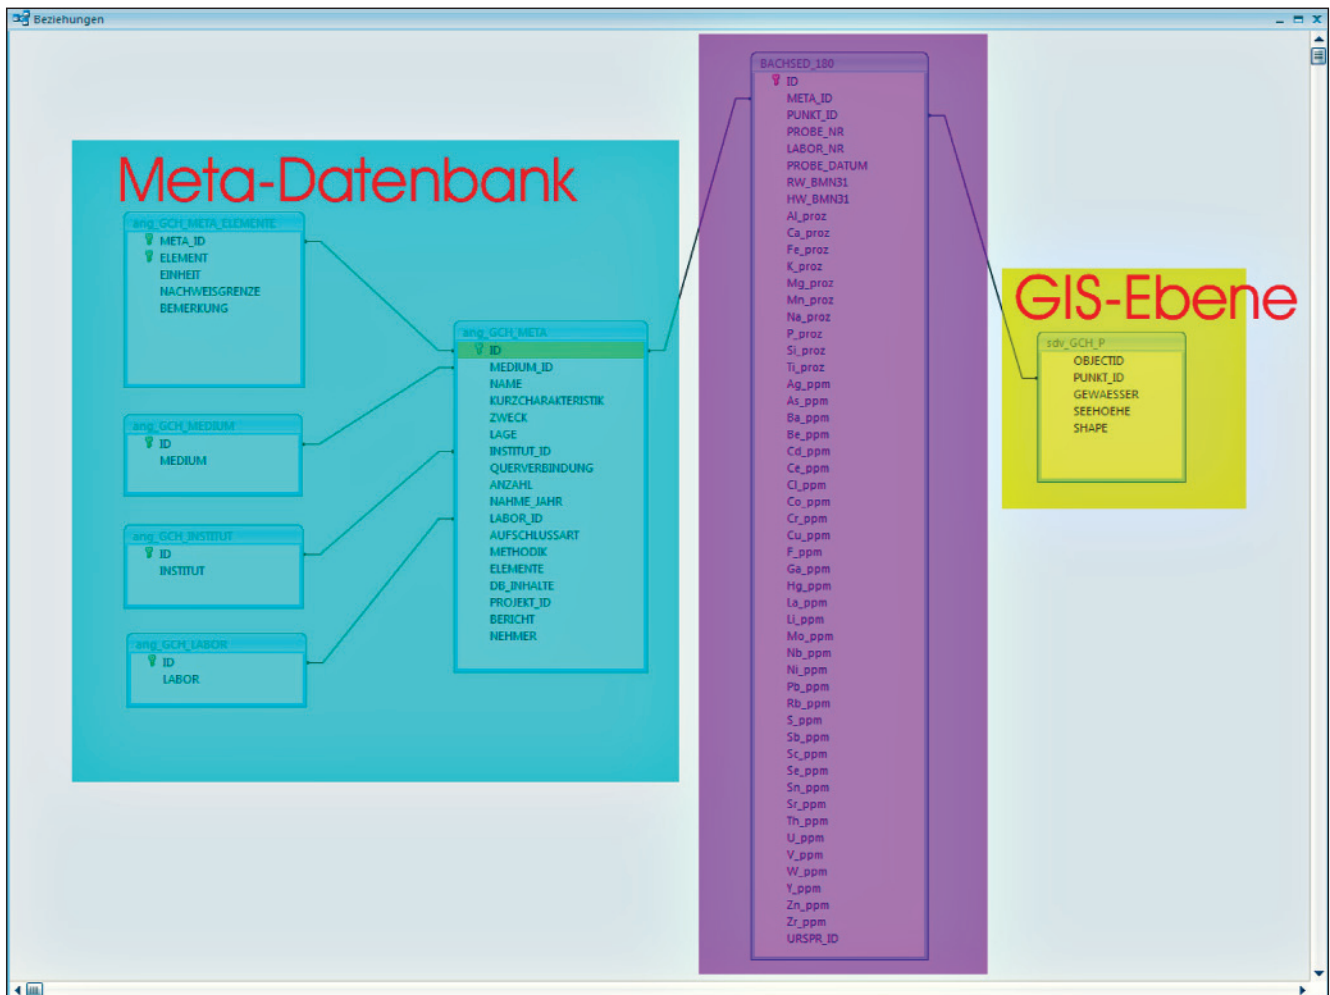 Beziehungen
Meta-Datenbank
ang_GCH_META_ELEMENTE
META_ID
ELEMENT
EINHEIT
NACHWEISGRENZE
BEMERKUNG
ang_GCH_MEDIUM
ID
MEDIUM
ang_GCH_INSTITUT
ID
INSTITUT
ang_GCH_LABOR
ID
LABOR
ang_GCH_META
ID
MEDIUM_ID
NAME
KURZCHARAKTERISTIK
ZWECK
LAGE
INSTITUT_ID
QUERVERBINDUNG
ANZAHL
NAHME_JAHR
LABOR_ID
AUFSCHLUSSART
METHODIK
ELEMENTE
DB_INHALTE
PROJEKT_ID
BERICHT
NEHMER
BACHSED_180
ID
META_ID
PUNKT_ID
PROBE_NR
LABOR_NR
PROBE_DATUM
RW_BMN31
HW_BMN31
Al_proz
Ca_proz
Fe_proz
K_proz
Mg_proz
Mn_proz
Na_proz
P_proz
Si_proz
Ti_proz
Ag_ppm
As_ppm
Ba_ppm
Be_ppm
Cd_ppm
Ce_ppm
Cl_ppm
Co_ppm
Cr_ppm
Cu_ppm
F_ppm
Ga_ppm
Hg_ppm
La_ppm
Li_ppm
Mo_ppm
Nb_ppm
Ni_ppm
Pb_ppm
Rb_ppm
S_ppm
Sb_ppm
Sc_ppm
Se_ppm
Sn_ppm
Sr_ppm
Th_ppm
U_ppm
V_ppm
W_ppm
Y_ppm
Zn_ppm
Zr_ppm
URSPR_ID
GIS-Ebene
sdv_GCH_P
OBJECTID
PUNKT_ID
GEWAESSER
SEEHOEHE
SHAPE